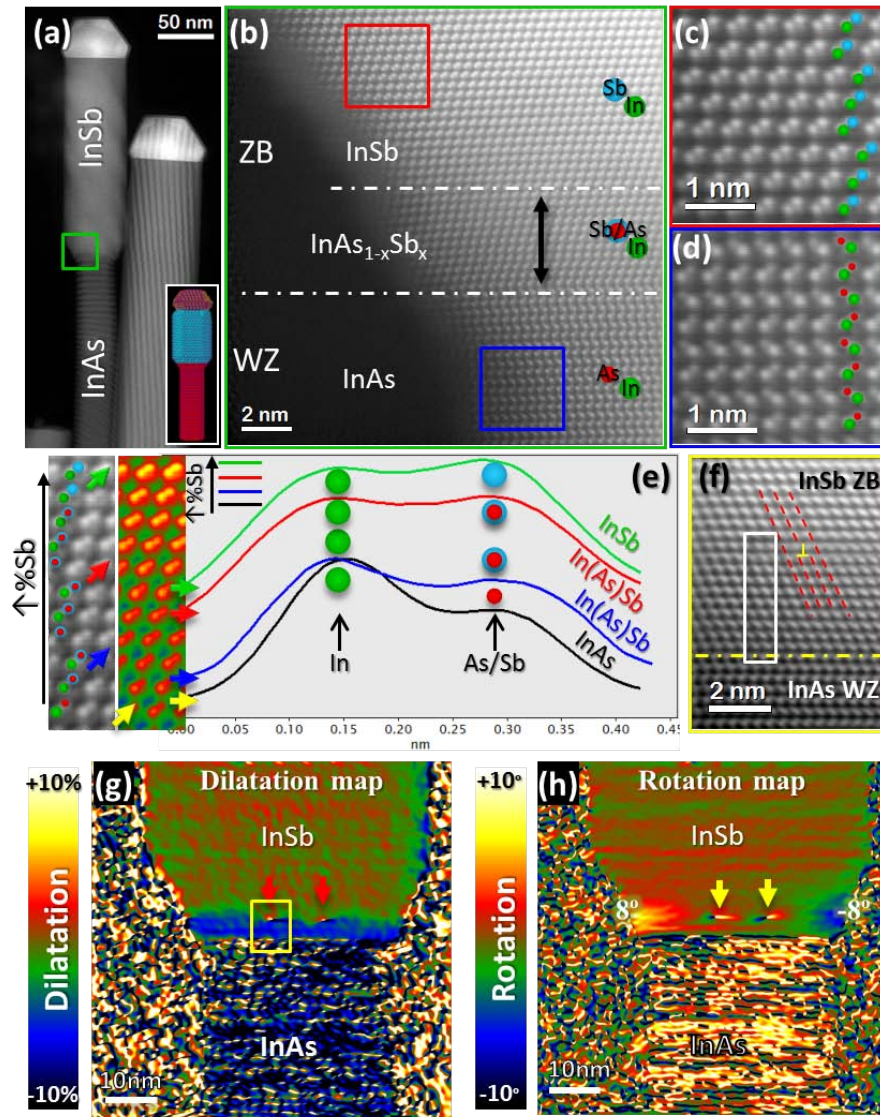 (a)
50 nm
InSb
InAs
(b)
Sb
In
ZB
InSb
InAs1-xSbx
Sb/As
In
WZ
InAs
As
In
2 nm
(c)
1 nm
(d)
1 nm
↑%Sb
↑%Sb
(e)
InSb
In(As)Sb
In(As)Sb
InAs
In
As/Sb
0.00 0.05 0.10 0.15 0.20 0.25 0.30 0.35 0.40 0.45
nm
(f)
InSb ZB
2 nm
InAs WZ
+10%
Dilatation
-10%
(g)
Dilatation map
InSb
InAs
10nm
+10°
Rotation
-10°
(h)
Rotation map
InSb
8°
-8°
InAs
10nm